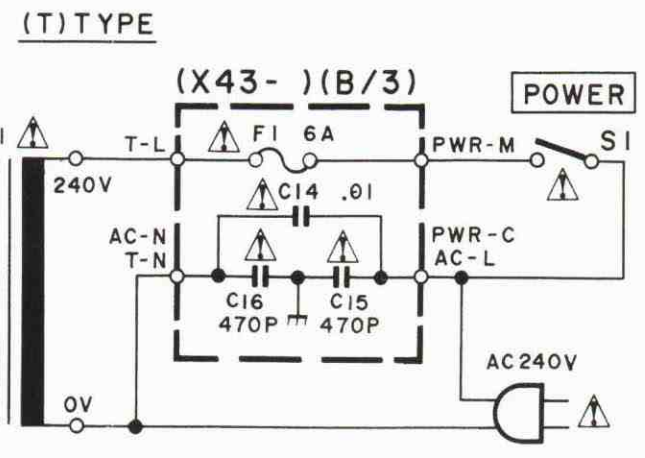 (T) TYPE
(X43- )(B/3)
POWER
T-L
F1 6A
PWR-M
S1
240V
C14 .01
AC-N
T-N
PWR-C
AC-L
C16
470P
C15
470P
AC240V
0V